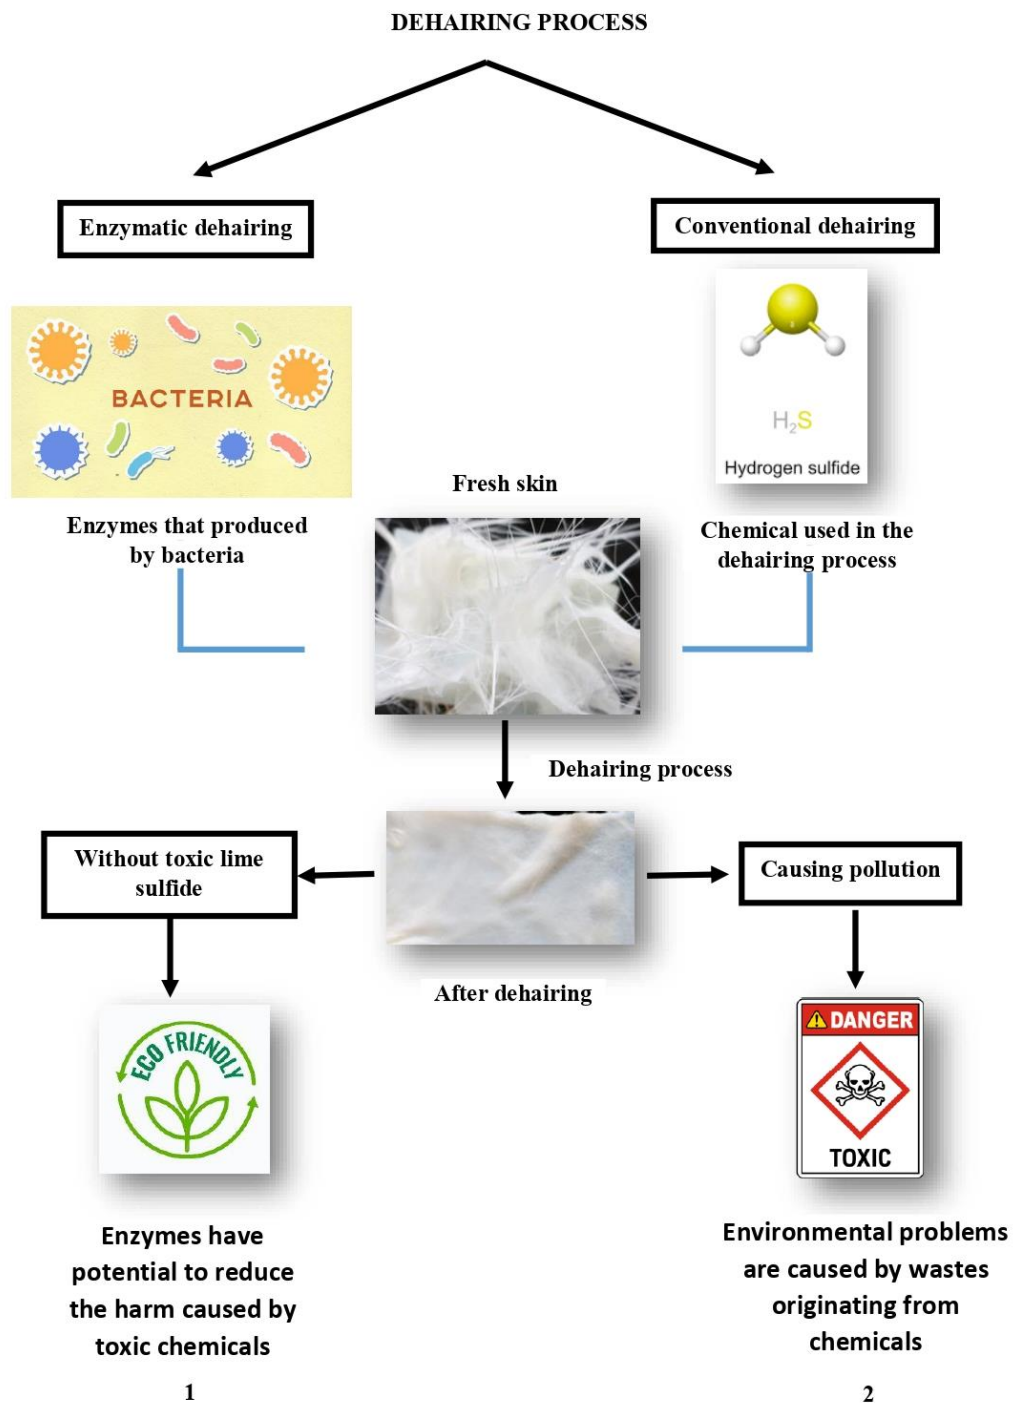 DEHAIRING PROCESS
Enzymatic dehairing
Conventional dehairing
BACTERIA
H₂S
Hydrogen sulfide
Enzymes that produced
by bacteria
Fresh skin
Chemical used in the
dehairing process
Dehairing process
Without toxic lime
sulfide
Causing pollution
After dehairing
ECO FRIENDLY
DANGER
TOXIC
Enzymes have
potential to reduce
the harm caused by
toxic chemicals
1
Environmental problems
are caused by wastes
originating from
chemicals
2